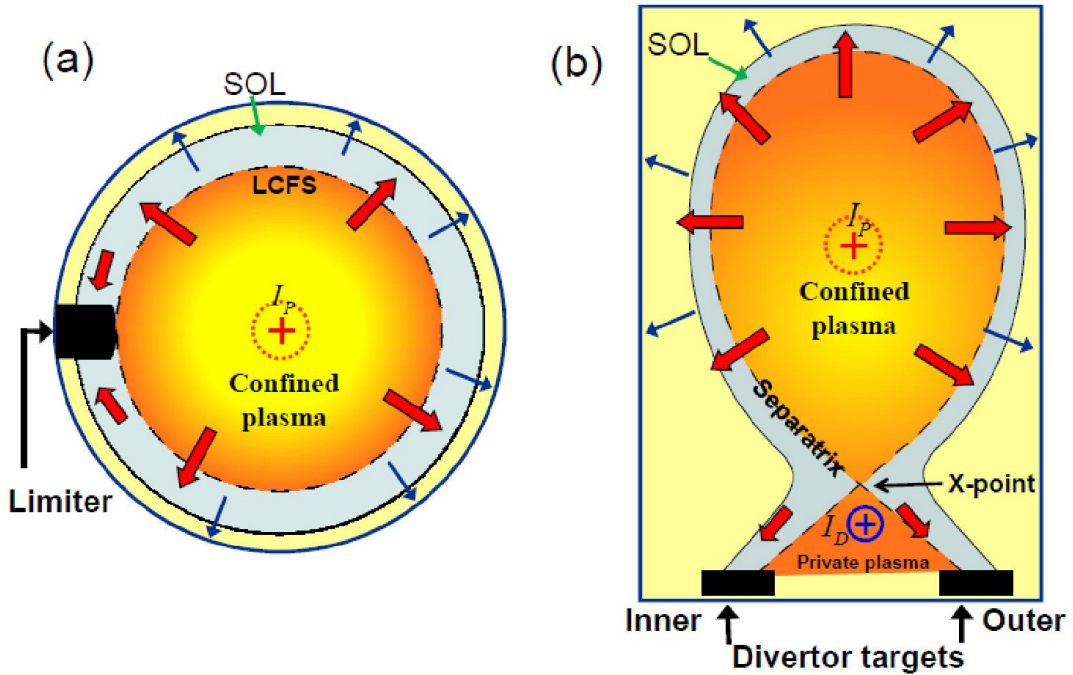 (a)
SOL
LCFS
I_P
+
Confined
plasma
Limiter
(b)
SOL
I_P
+
Confined
plasma
Separatrix
X-point
I_D
+
Private plasma
Inner
Outer
Divertor targets